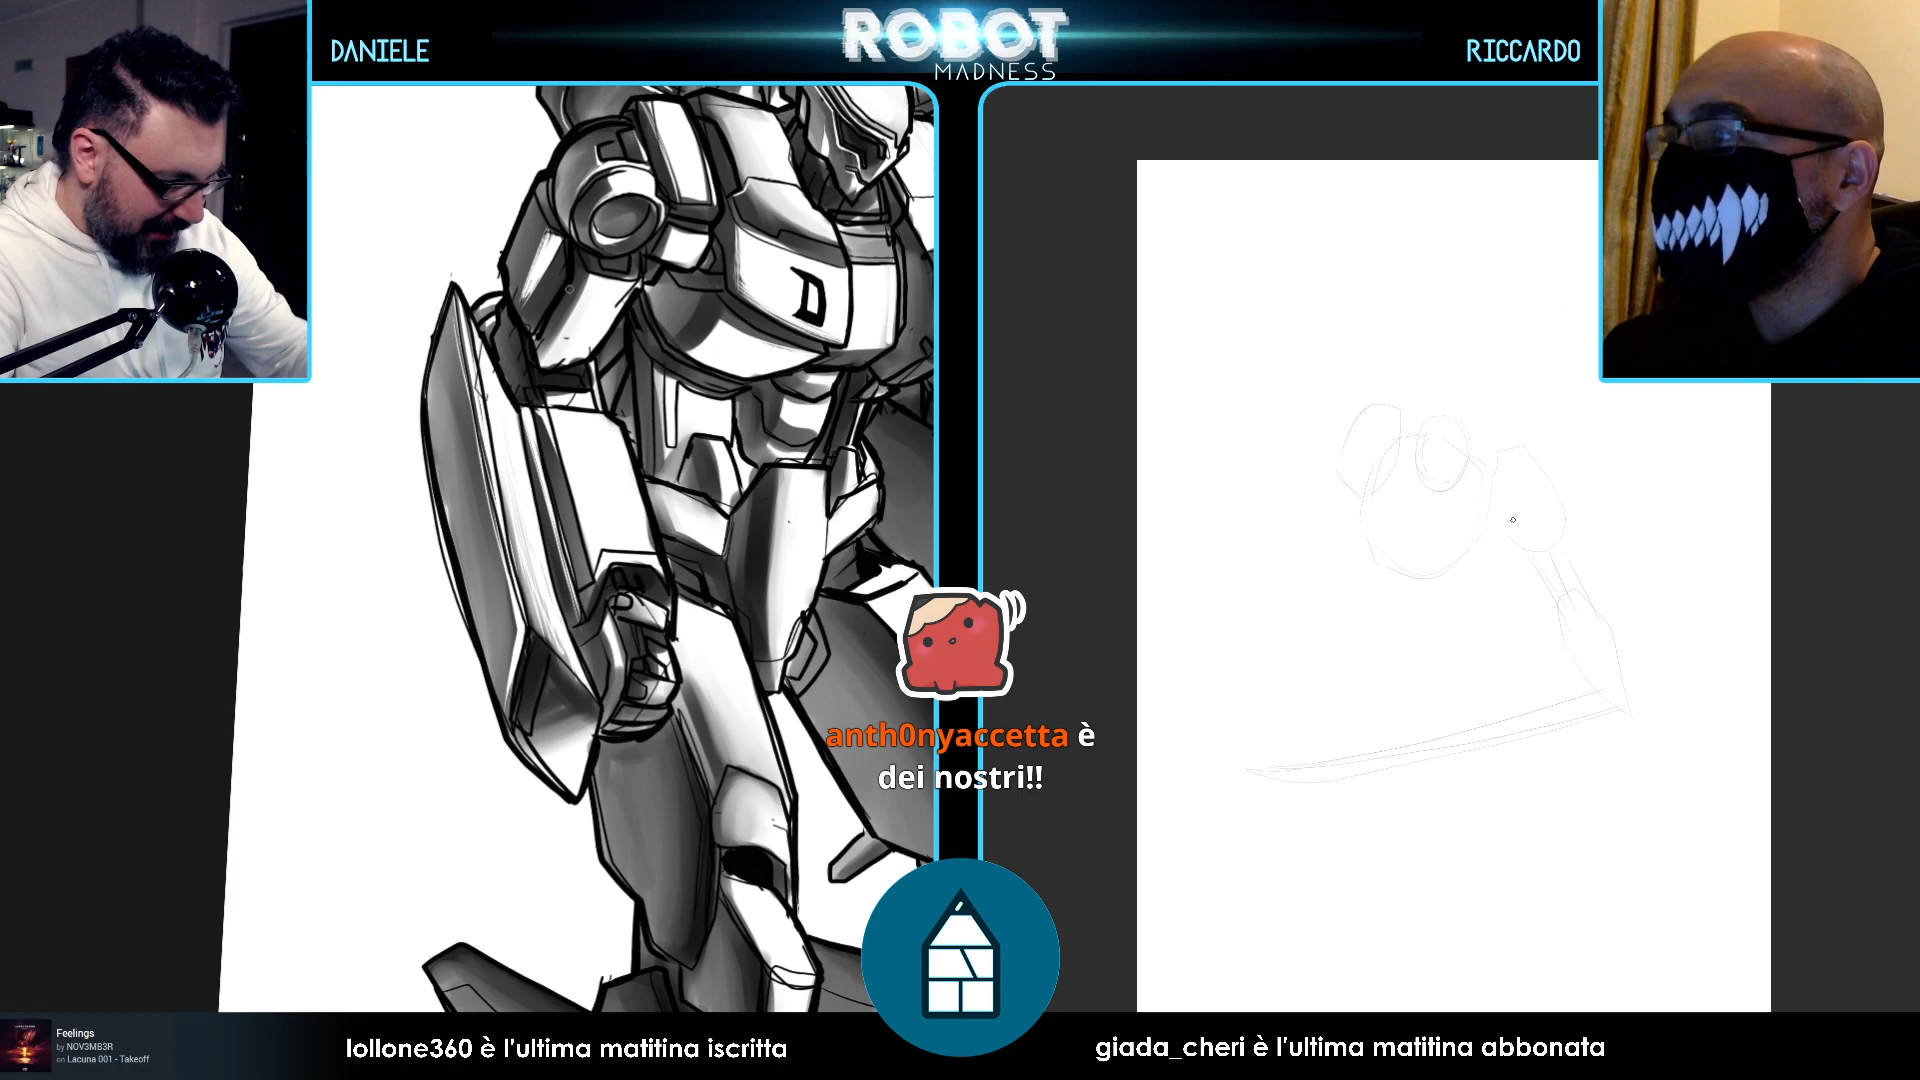 DANIELE
ROBOT
MADNESS
RICCARDO
D
anth0nyaccetta è
dei nostri!!
Feelings
by NOV3MB3R
on Lacuna 001 - Takeoff
lollone360 è l'ultima matitina iscritta
giada_cheri è l'ultima matitina abbonata